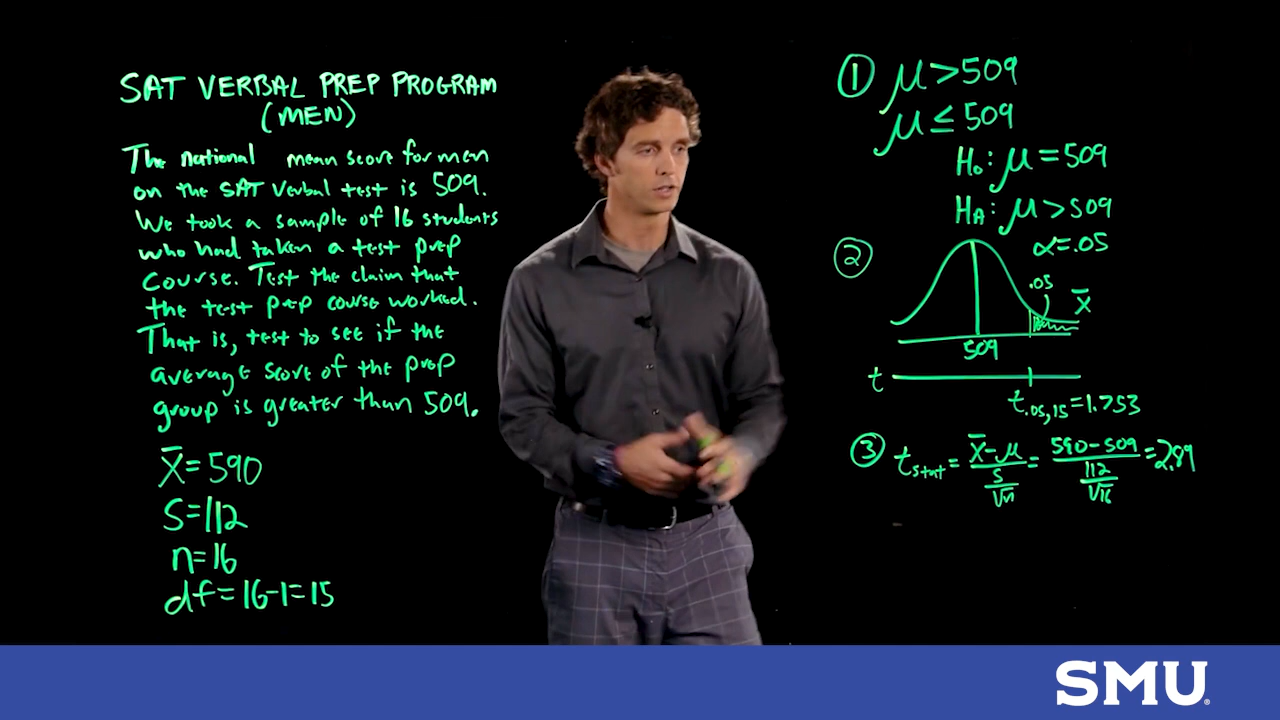 SAT VERBAL PREP PROGRAM
(MEN)
The national mean score for men
on the SAT Verbal test is 509.
We took a sample of 16 students
who had taken a test prep
course. Test the claim that
the test prep course worked.
That is, test to see if the
average score of the prep
group is greater than 509.
x̄ = 590
S = 112
n = 16
df = 16-1 = 15
① μ > 509
μ ≤ 509
H₀: μ = 509
Hₐ: μ > 509
② α = .05
.05
x̄
509
t
t.05,15 = 1.753
③ tstat = (x̄ - μ)/(s/√n) = (590 - 509)/(112/√16) = 2.89
SMU